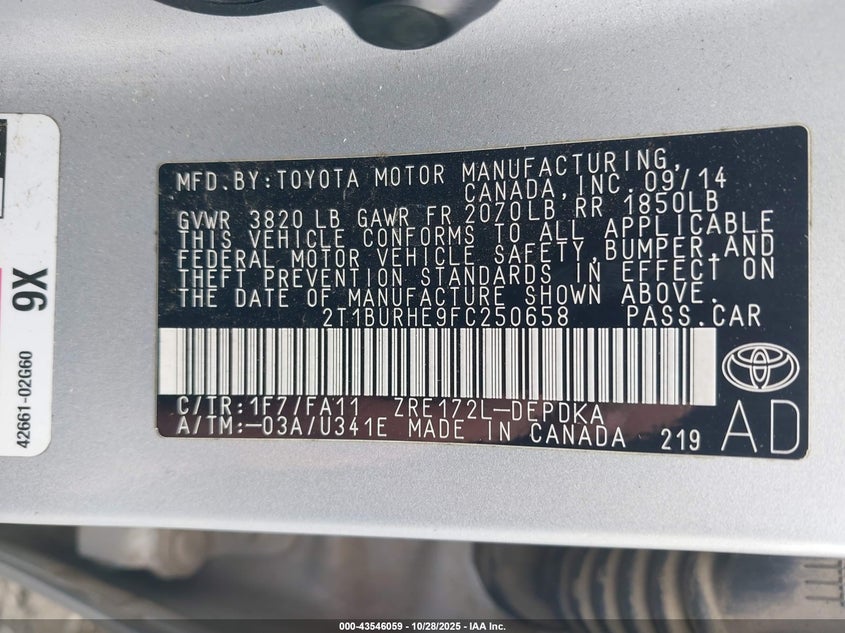 MFD.BY:TOYOTA MOTOR MANUFACTURING,
CANADA,INC.09/14
GVWR 3820 LB GAWR FR 2070LB RR 1850LB
THIS VEHICLE CONFORMS TO ALL APPLICABLE
FEDERAL MOTOR VEHICLE SAFETY,BUMPER,AND
THEFT PREVENTION STANDARDS IN EFFECT ON
THE DATE OF MANUFACTURE SHOWN ABOVE.
2T1BURHE9FC250658 PASS.CAR
C/TR:1F7/FA11 ZRE172L-DEPDKA
A/TM:-03A/U341E MADE IN CANADA 219
AD
42661-02G60
9X
000-43546059 | 10/28/2025 | IAA Inc.